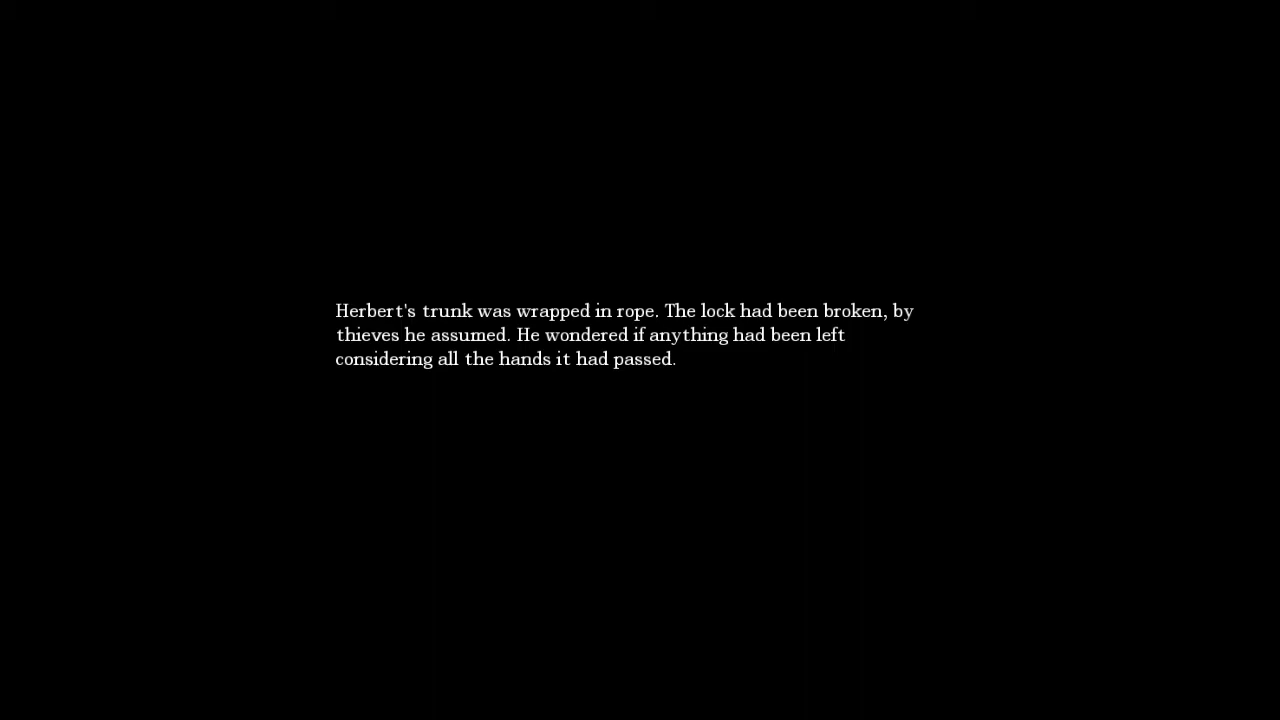 Herbert's trunk was wrapped in rope. The lock had been broken, by
thieves he assumed. He wondered if anything had been left
considering all the hands it had passed.